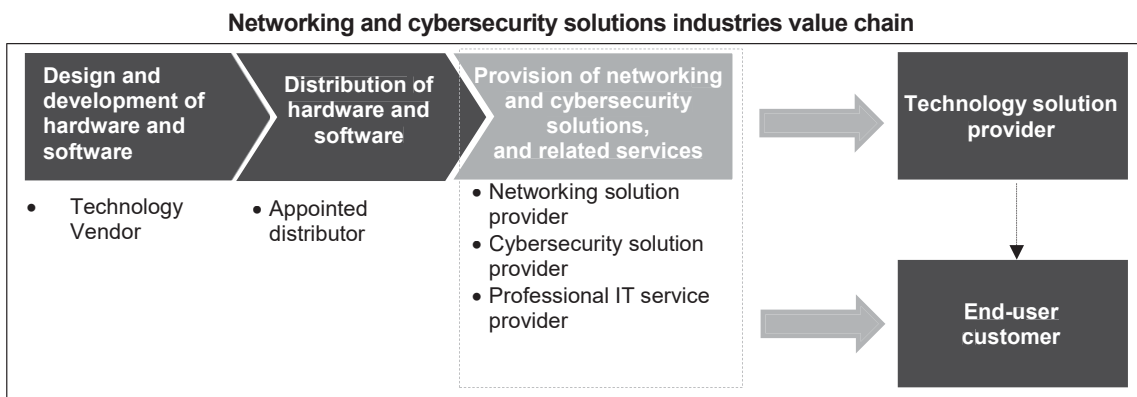 Networking and cybersecurity solutions industries value chain
Design and
development of
hardware and
software
Distribution of
hardware and
software
Provision of networking
and cybersecurity
solutions,
and related services
Technology solution
provider
• Technology
Vendor
• Appointed
distributor
• Networking solution
provider
• Cybersecurity solution
provider
• Professional IT service
provider
End-user
customer